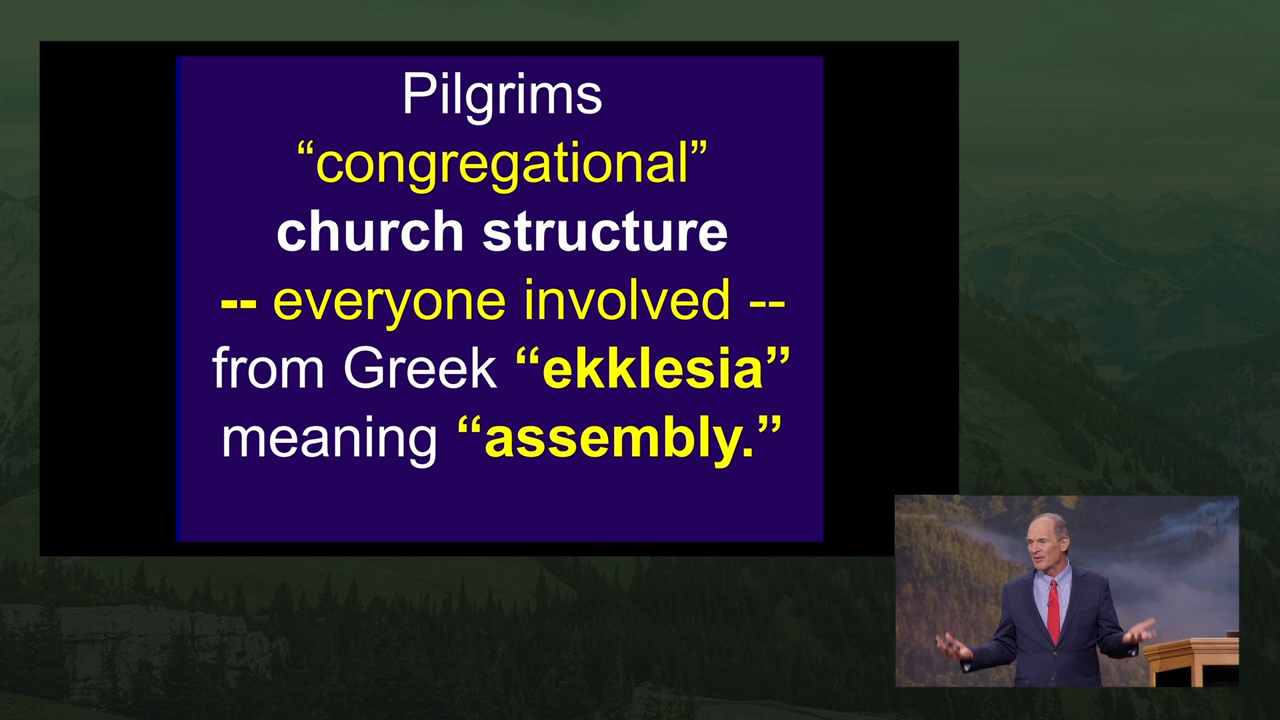 Pilgrims
“congregational”
church structure
-- everyone involved --
from Greek “ekklesia”
meaning “assembly.”